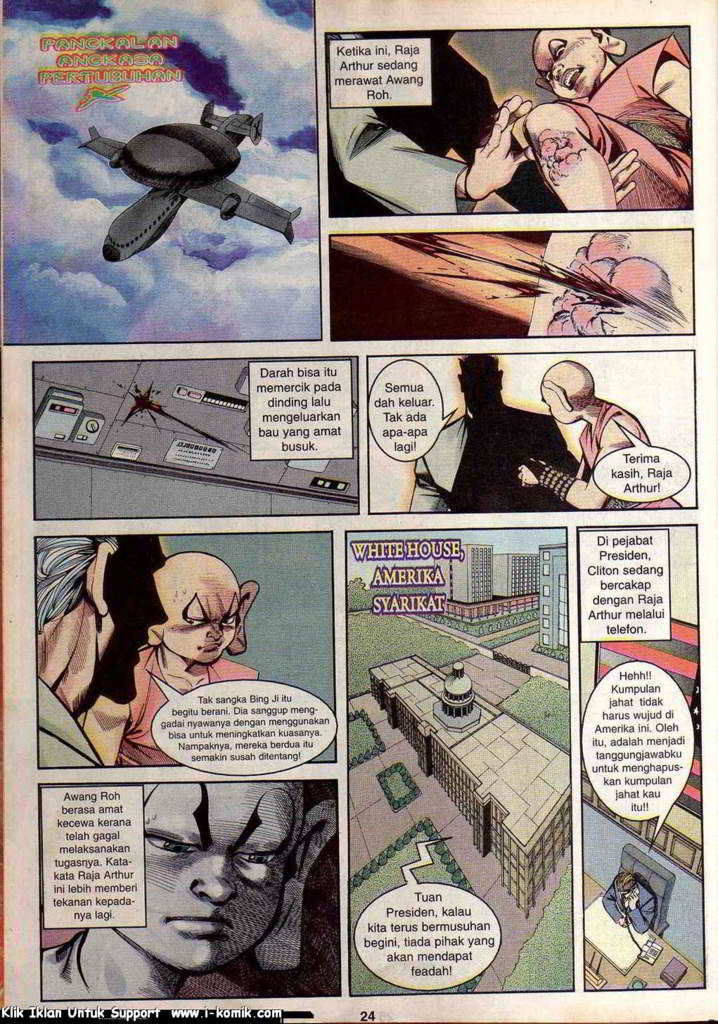 PANGKALAN
ANGKASA
PERTUBUHAN
X
Ketika ini, Raja
Arthur sedang
merawat Awang
Roh.
Darah bisa itu
memercik pada
dinding lalu
mengeluarkan
bau yang amat
busuk.
Semua
dah keluar.
Tak ada
apa-apa
lagi!
Terima
kasih, Raja
Arthur!
Tak sangka Bing Ji itu
begitu berani. Dia sanggup meng-
gadai nyawanya dengan menggunakan
bisa untuk meningkatkan kuasanya.
Nampaknya, mereka berdua itu
semakin susah ditentang!
Awang Roh
berasa amat
kecewa kerana
telah gagal
melaksanakan
tugasnya. Kata-
kata Raja Arthur
ini lebih memberi
tekanan kepada-
nya lagi.
WHITE HOUSE,
AMERIKA
SYARIKAT
Tuan
Presiden, kalau
kita terus bermusuhan
begini, tiada pihak yang
akan mendapat
feadah!
Di pejabat
Presiden,
Cliton sedang
bercakap
dengan Raja
Arthur melalui
telefon.
Hehh!!
Kumpulan
jahat tidak
harus wujud di
Amerika ini. Oleh
itu, adalah menjadi
tanggungjawabku
untuk menghapus-
kan kumpulan
jahat kau
itu!!
24
Klik Iklan Untuk Support www.i-komik.com